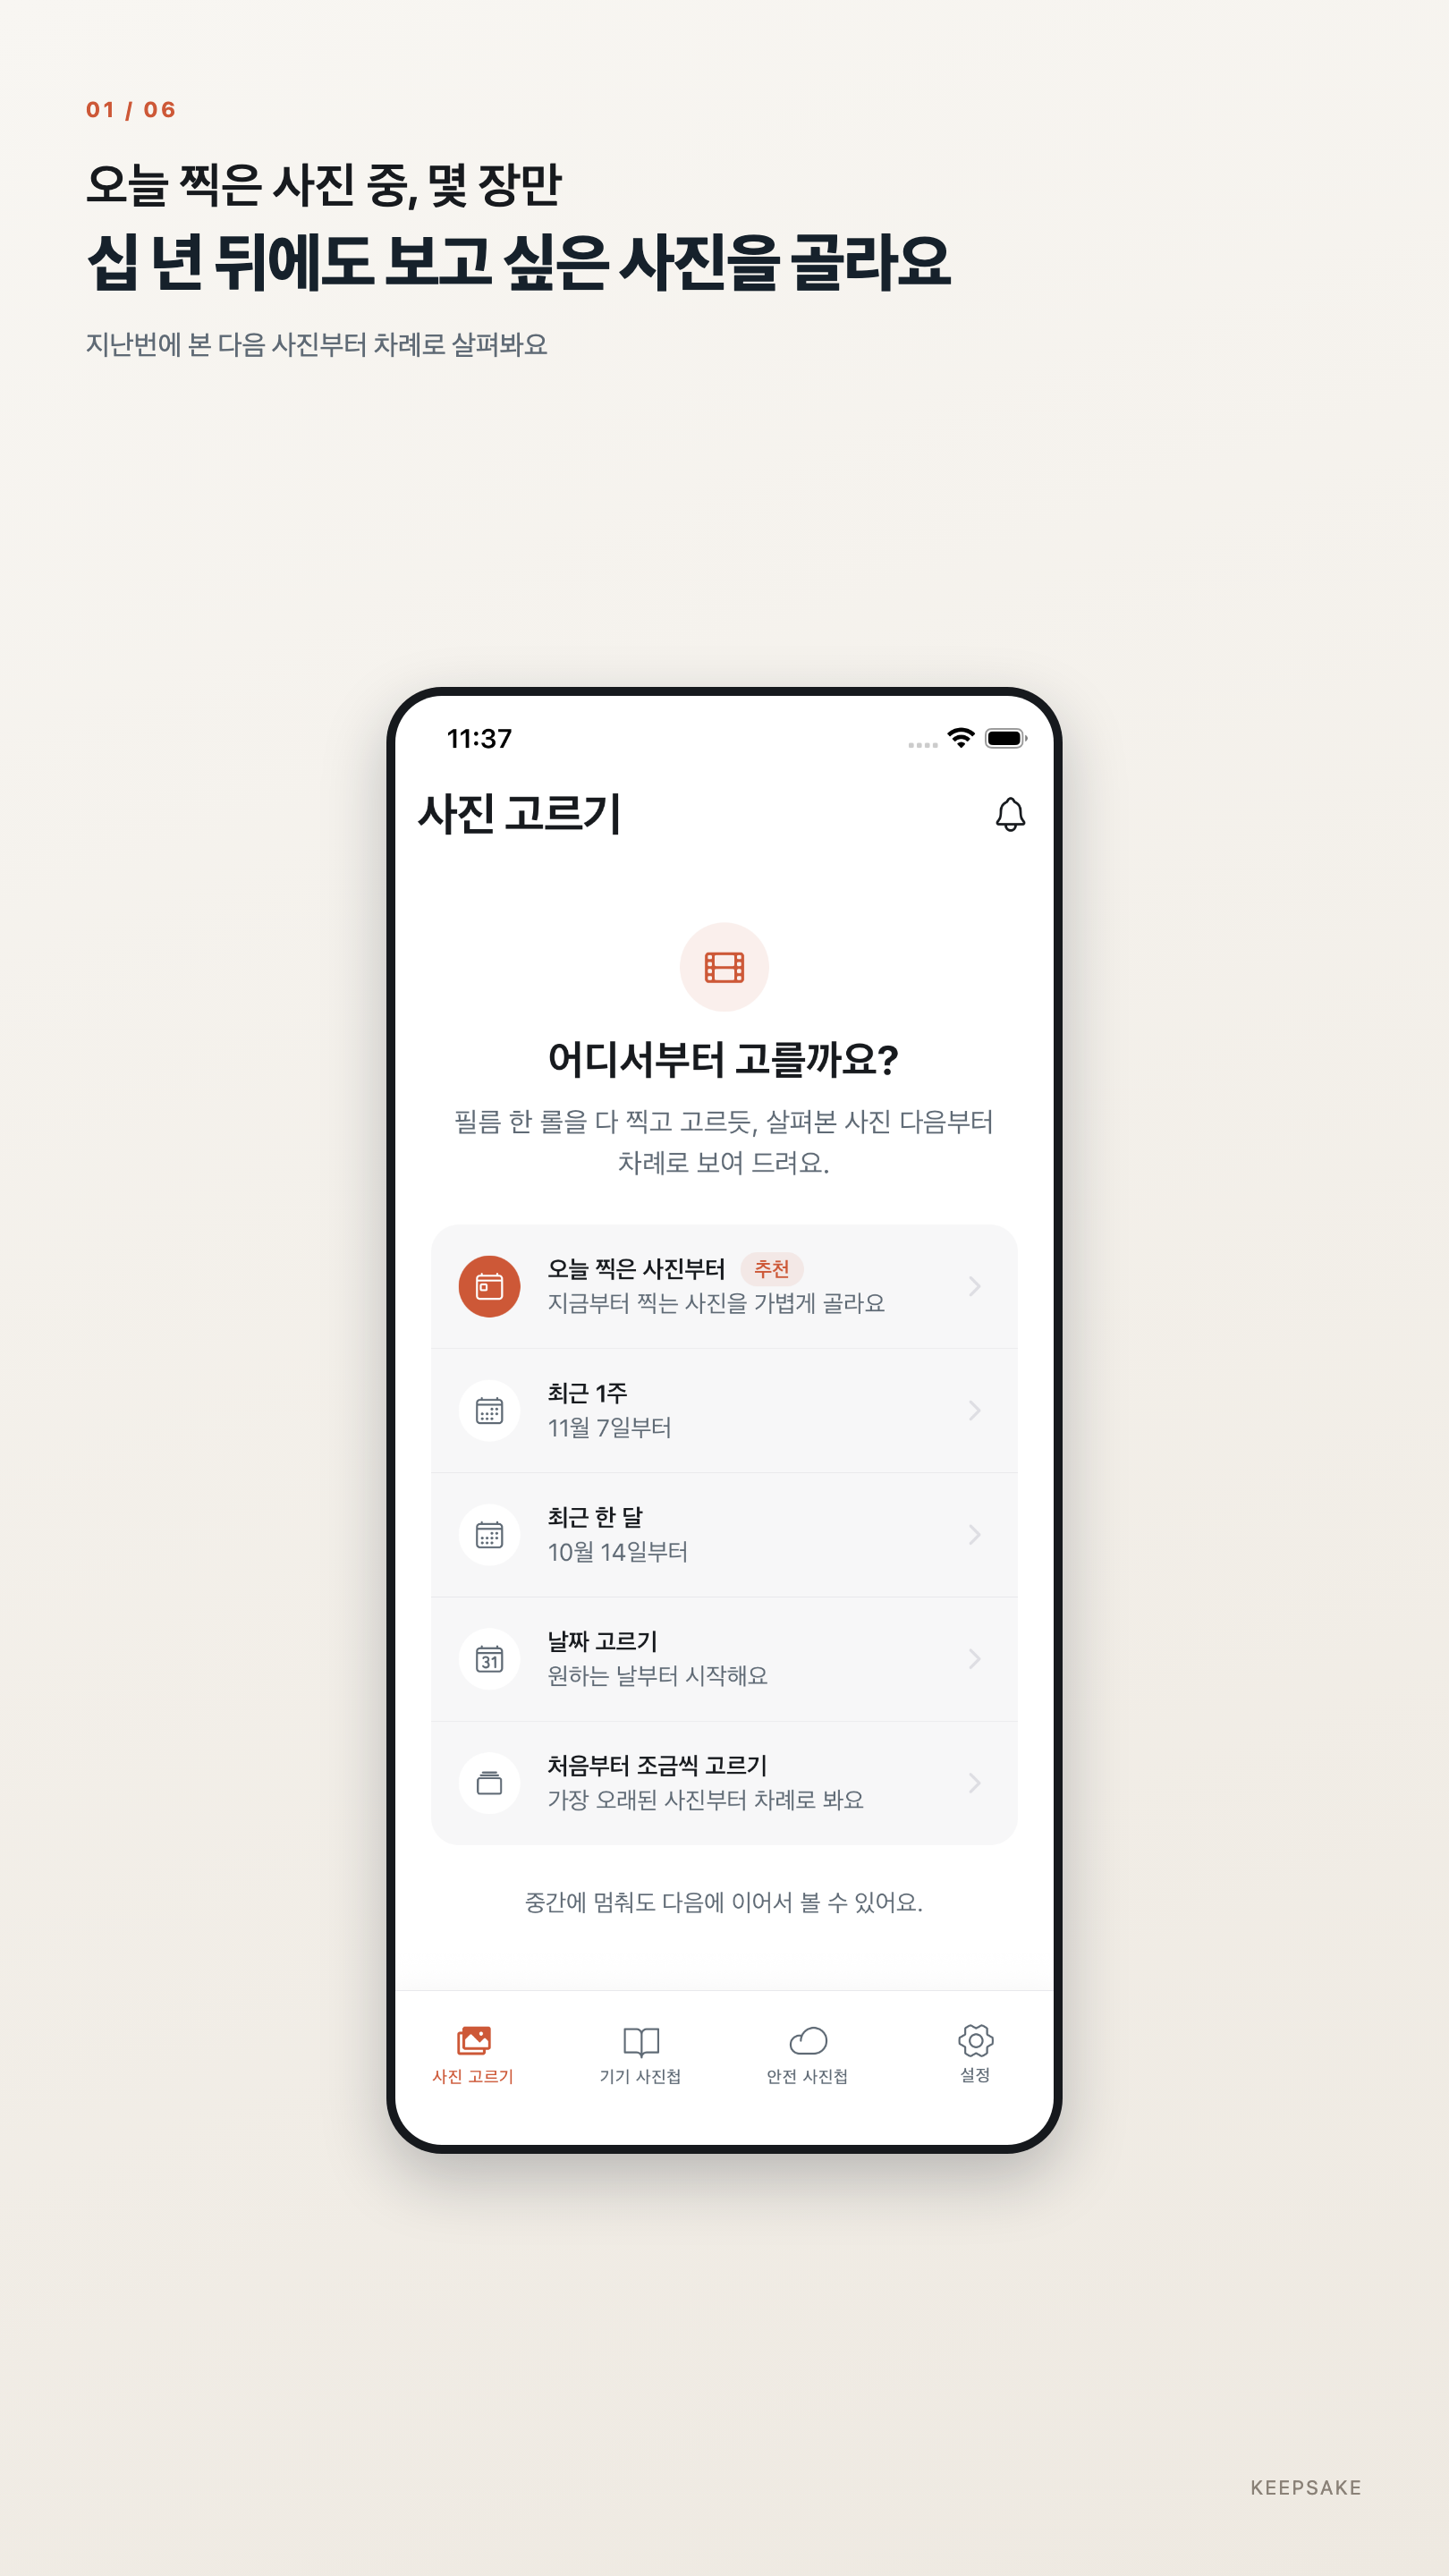 01 / 06
오늘 찍은 사진 중, 몇 장만
십 년 뒤에도 보고 싶은 사진을 골라요
지난번에 본 다음 사진부터 차례로 살펴봐요
11:37
사진 고르기
어디서부터 고를까요?
필름 한 롤을 다 찍고 고르듯, 살펴본 사진 다음부터
차례로 보여 드려요.
오늘 찍은 사진부터 추천
지금부터 찍는 사진을 가볍게 골라요
최근 1주
11월 7일부터
최근 한 달
10월 14일부터
31
날짜 고르기
원하는 날부터 시작해요
처음부터 조금씩 고르기
가장 오래된 사진부터 차례로 봐요
중간에 멈춰도 다음에 이어서 볼 수 있어요.
사진 고르기 기기 사진첩 안전 사진첩 설정
KEEPSAKE